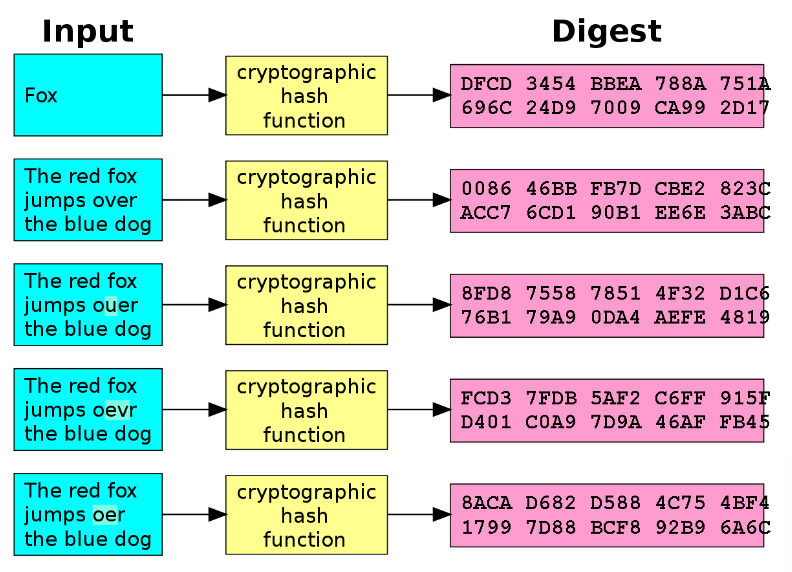 Input
Digest
Fox
cryptographic
hash
function
DFCD 3454 BBEA 788A 751A
696C 24D9 7009 CA99 2D17
The red fox
jumps over
the blue dog
cryptographic
hash
function
0086 46BB FB7D CBE2 823C
ACC7 6CD1 90B1 EE6E 3ABC
The red fox
jumps ouer
the blue dog
cryptographic
hash
function
8FD8 7558 7851 4F32 D1C6
76B1 79A9 0DA4 AEFE 4819
The red fox
jumps oevr
the blue dog
cryptographic
hash
function
FCD3 7FDB 5AF2 C6FF 915F
D401 C0A9 7D9A 46AF FB45
The red fox
jumps oer
the blue dog
cryptographic
hash
function
8ACA D682 D588 4C75 4BF4
1799 7D88 BCF8 92B9 6A6C